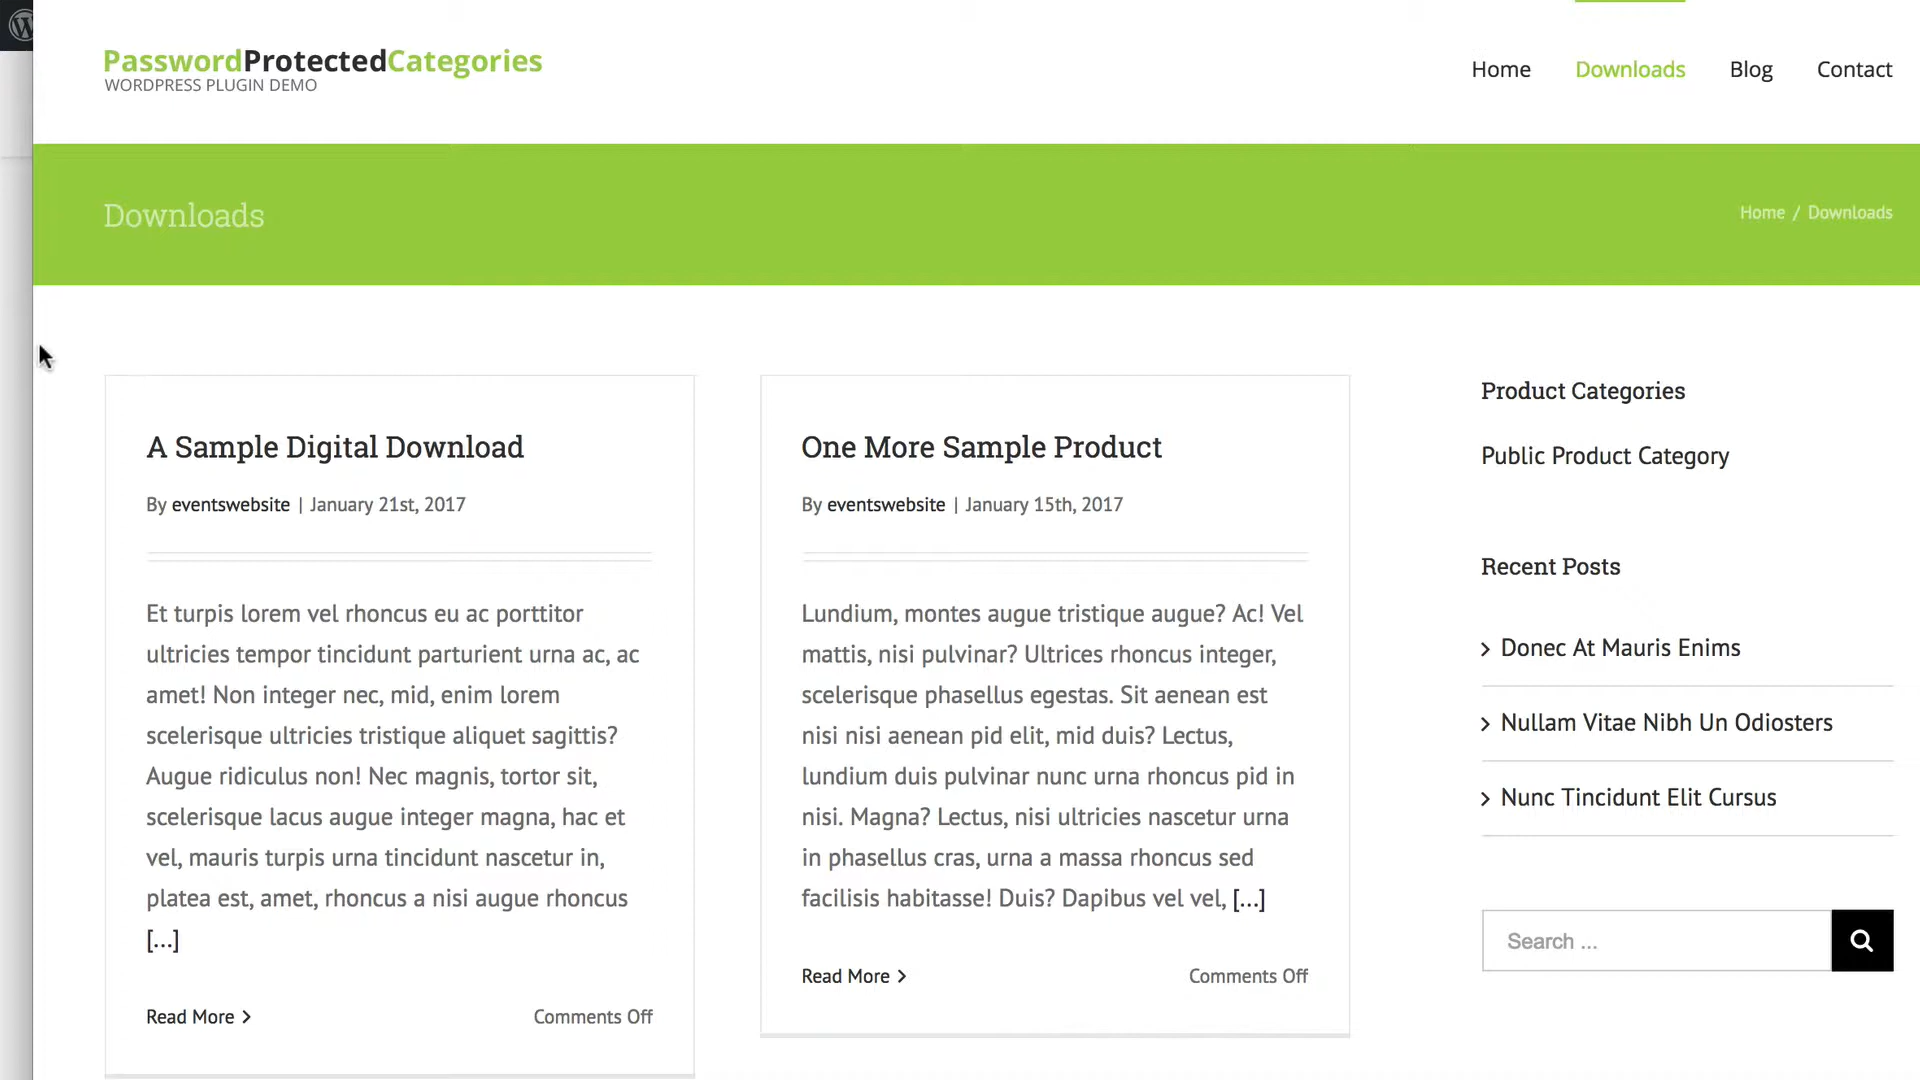 PasswordProtectedCategories
WORDPRESS PLUGIN DEMO
Home
Downloads
Blog
Contact
Downloads
Home / Downloads
A Sample Digital Download
By eventswebsite | January 21st, 2017
Et turpis lorem vel rhoncus eu ac porttitor
ultricies tempor tincidunt parturient urna ac, ac
amet! Non integer nec, mid, enim lorem
scelerisque ultricies tristique aliquet sagittis?
Augue ridiculus non! Nec magnis, tortor sit,
scelerisque lacus augue integer magna, hac et
vel, mauris turpis urna tincidunt nascetur in,
platea est, amet, rhoncus a nisi augue rhoncus
[...]
Read More
Comments Off
One More Sample Product
By eventswebsite | January 15th, 2017
Lundium, montes augue tristique augue? Ac! Vel
mattis, nisi pulvinar? Ultrices rhoncus integer,
scelerisque phasellus egestas. Sit aenean est
nisi nisi aenean pid elit, mid duis? Lectus,
lundium duis pulvinar nunc urna rhoncus pid in
nisi. Magna? Lectus, nisi ultricies nascetur urna
in phasellus cras, urna a massa rhoncus sed
facilisis habitasse! Duis? Dapibus vel vel, [...]
Read More
Comments Off
Product Categories
Public Product Category
Recent Posts
Donec At Mauris Enims
Nullam Vitae Nibh Un Odiosters
Nunc Tincidunt Elit Cursus
Search ...